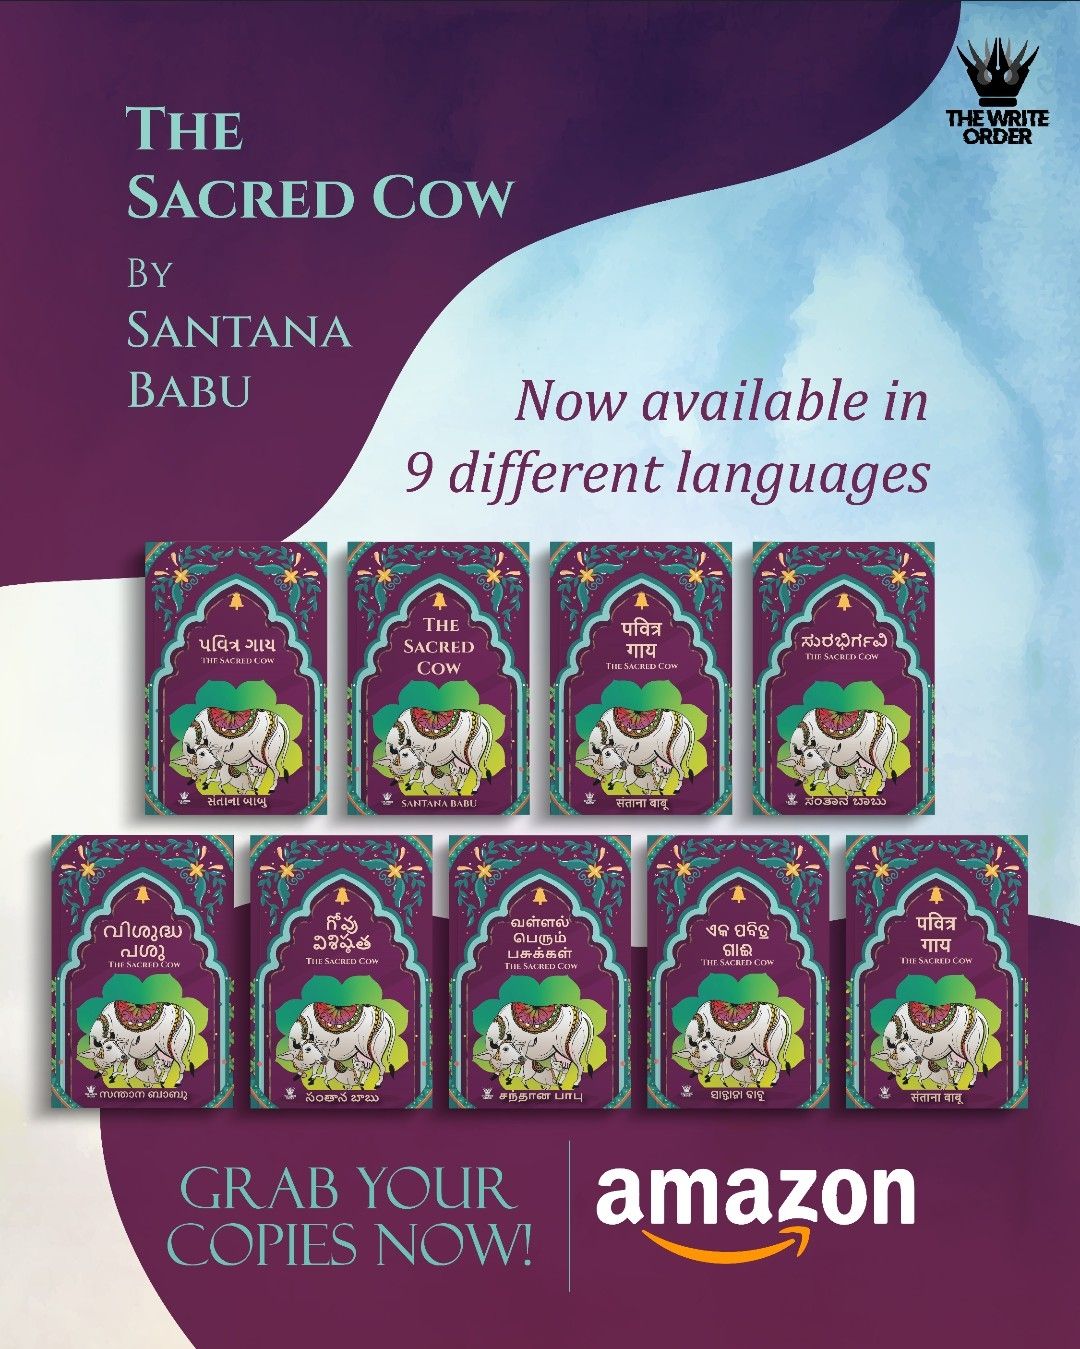 THE WRITE
ORDER
THE
SACRED COW
BY
SANTANA
BABU
Now available in
9 different languages
પવિત્ર ગાય
THE SACRED COW
સંતાના બાબુ
THE
SACRED
COW
SANTANA BABU
पवित्र
गाय
THE SACRED COW
संताना बाबू
ಸುರಭಿರ್ಗವಿ
THE SACRED COW
ಸಂತಾನ ಬಾಬು
വിശുദ്ധ
പശു
THE SACRED COW
സന്താന ബാബു
గోవు
విశిష్టత
THE SACRED COW
సంతాన బాబు
வள்ளல்
பெரும்
பசுக்கள்
THE SACRED COW
சந்தான பாபு
ଏକ ପବିତ୍ର
ଗାଈ
THE SACRED COW
पवित्र
गाय
THE SACRED COW
संताना बाबू
GRAB YOUR
COPIES NOW!
amazon